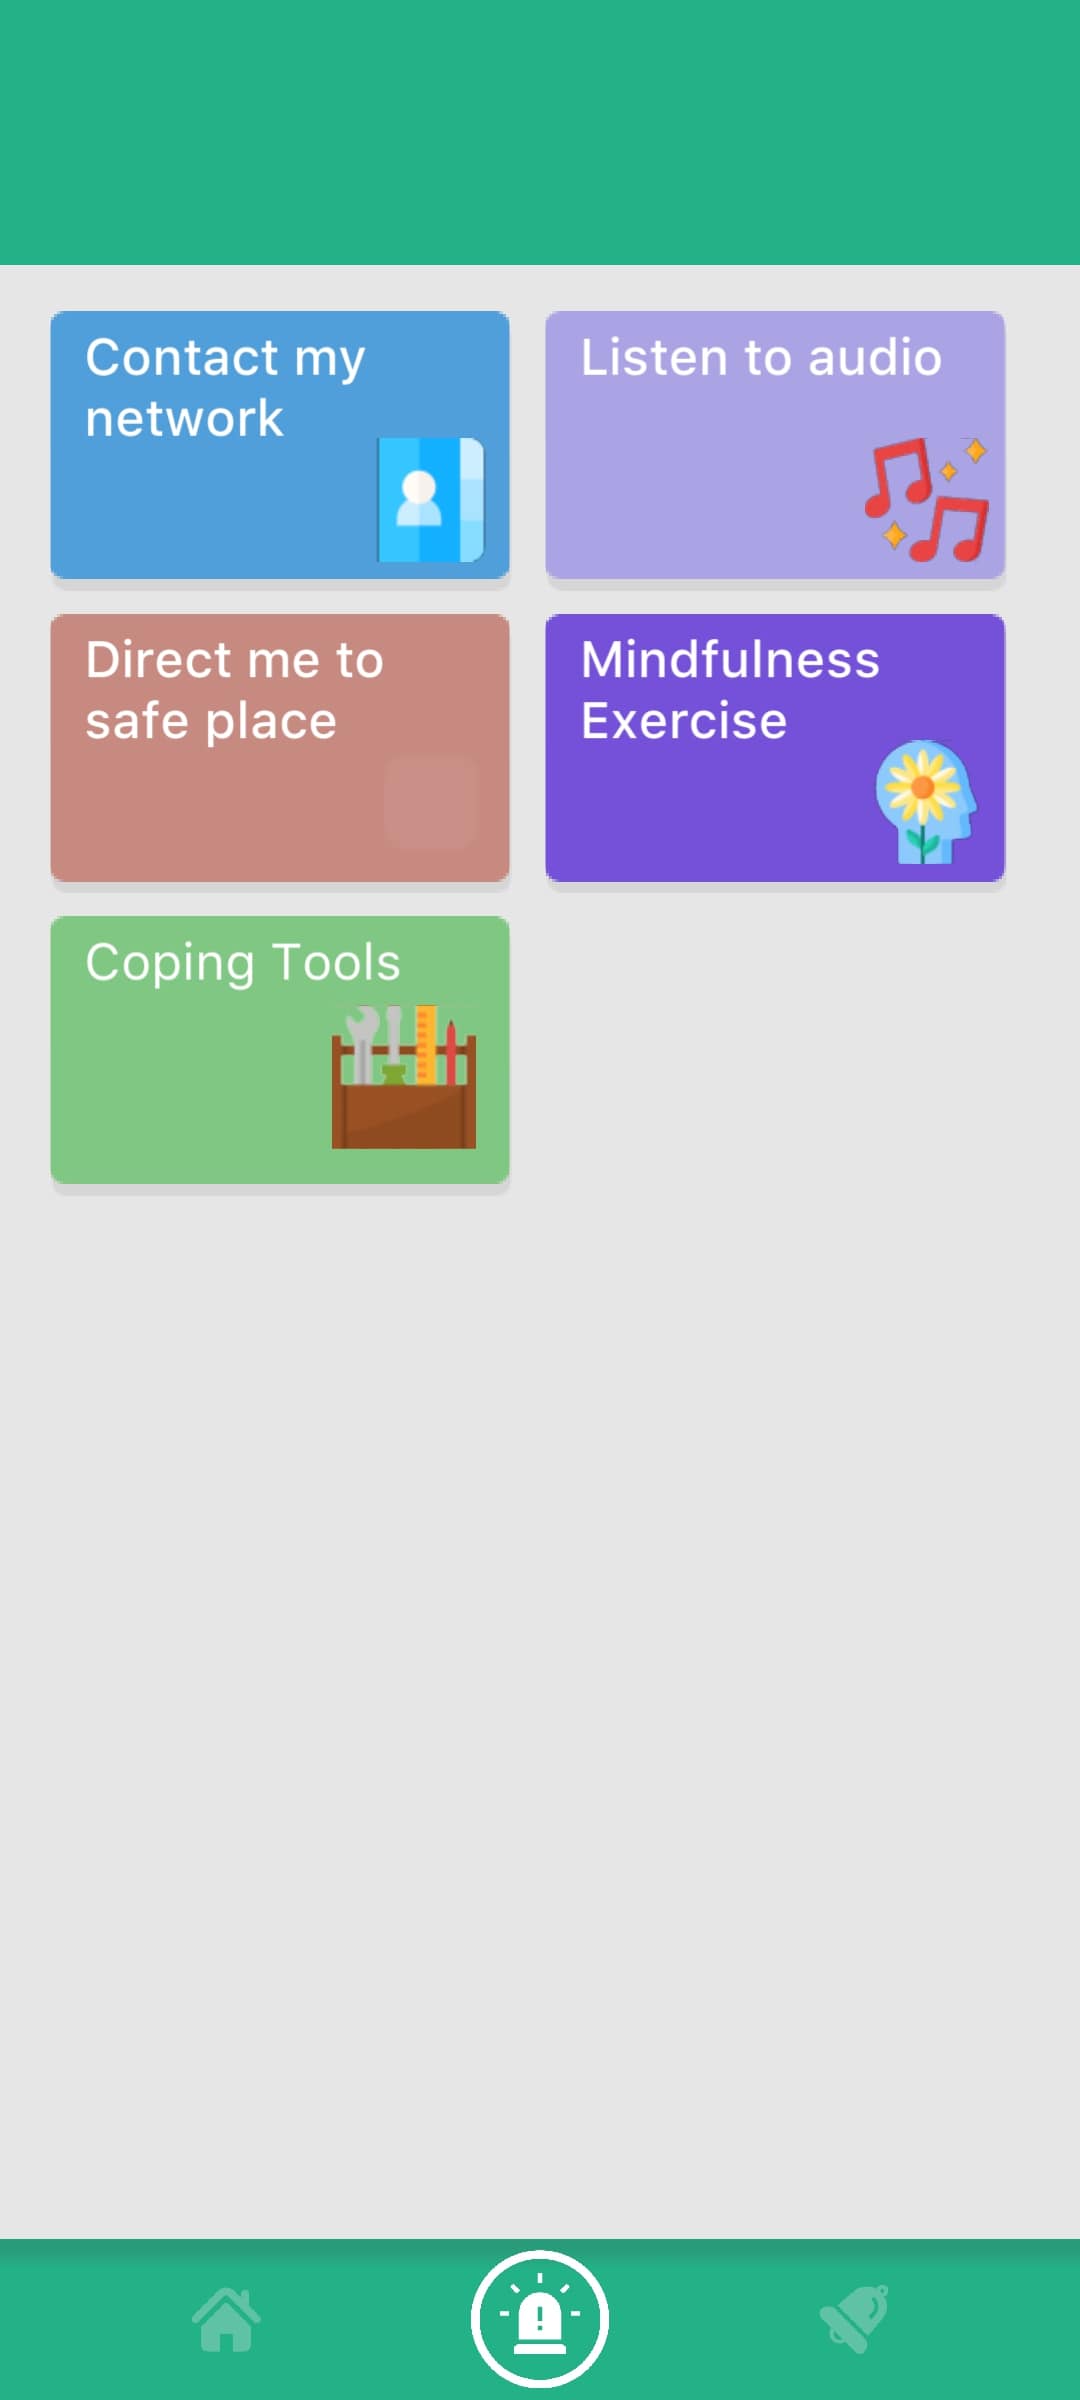 Contact my
network
Listen to audio
Direct me to
safe place
Mindfulness
Exercise
Coping Tools